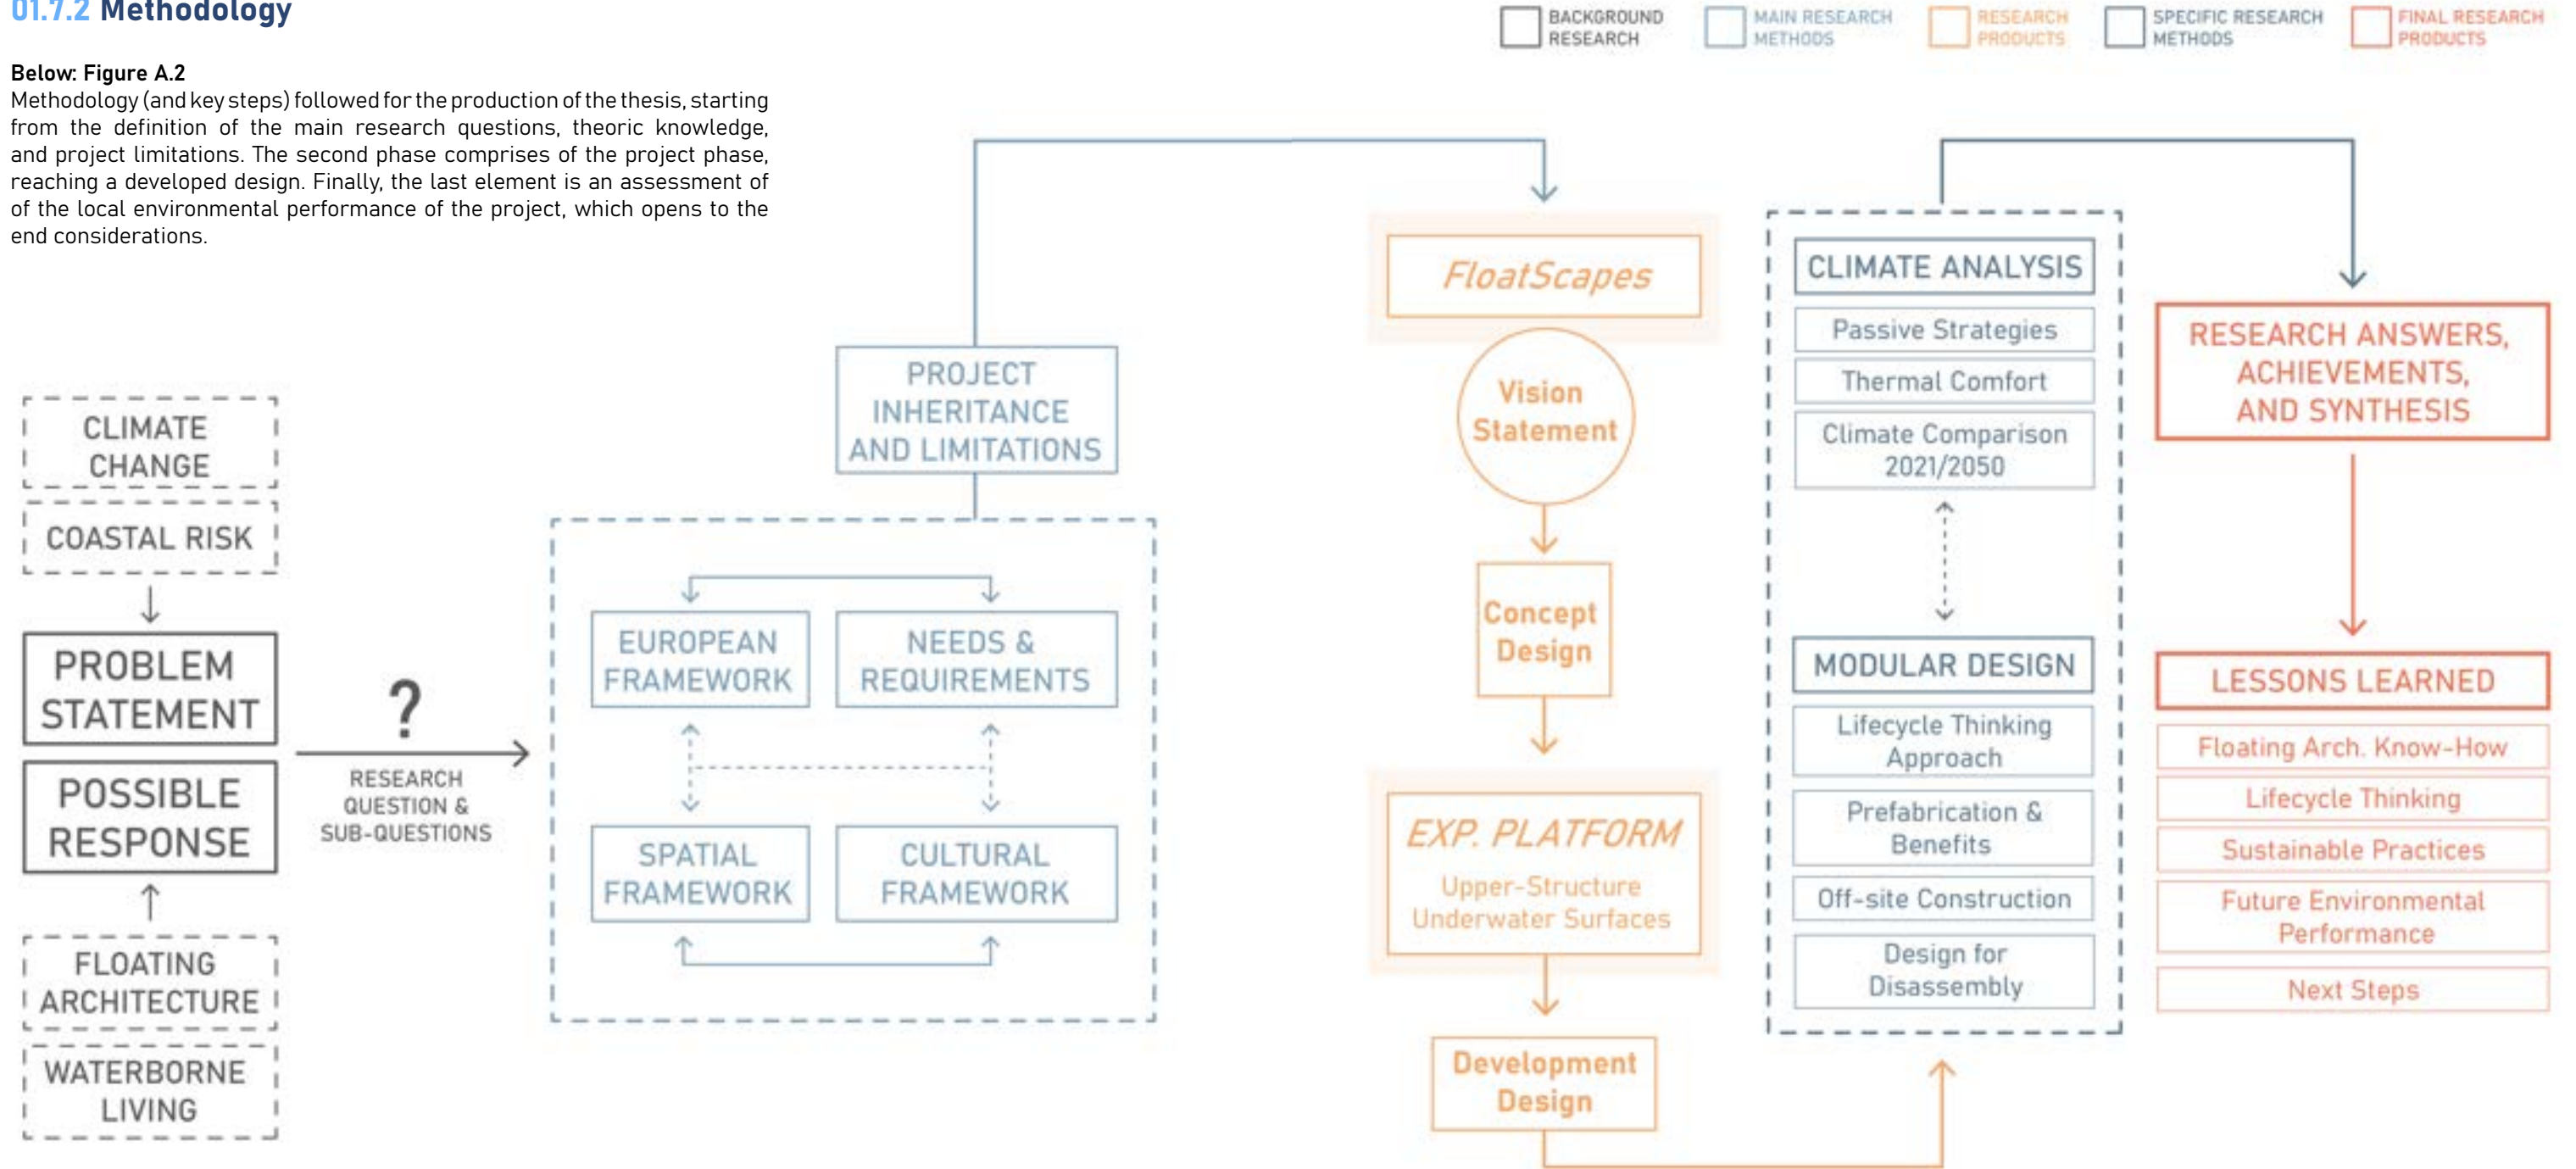 01.7.2 Methodology
Below: Figure A.2
Methodology (and key steps) followed for the production of the thesis, starting
from the definition of the main research questions, theoric knowledge,
and project limitations. The second phase comprises of the project phase,
reaching a developed design. Finally, the last element is an assessment of
of the local environmental performance of the project, which opens to the
end considerations.
BACKGROUND
RESEARCH
MAIN RESEARCH
METHODS
RESEARCH
PRODUCTS
SPECIFIC RESEARCH
METHODS
FINAL RESEARCH
PRODUCTS
CLIMATE
CHANGE
COASTAL RISK
PROBLEM
STATEMENT
POSSIBLE
RESPONSE
FLOATING
ARCHITECTURE
WATERBORNE
LIVING
?
RESEARCH
QUESTION &
SUB-QUESTIONS
PROJECT
INHERITANCE
AND LIMITATIONS
EUROPEAN
FRAMEWORK
NEEDS &
REQUIREMENTS
SPATIAL
FRAMEWORK
CULTURAL
FRAMEWORK
FloatScapes
Vision
Statement
Concept
Design
EXP. PLATFORM
Upper-Structure
Underwater Surfaces
Development
Design
CLIMATE ANALYSIS
Passive Strategies
Thermal Comfort
Climate Comparison
2021/2050
MODULAR DESIGN
Lifecycle Thinking
Approach
Prefabrication &
Benefits
Off-site Construction
Design for
Disassembly
RESEARCH ANSWERS,
ACHIEVEMENTS,
AND SYNTHESIS
LESSONS LEARNED
Floating Arch. Know-How
Lifecycle Thinking
Sustainable Practices
Future Environmental
Performance
Next Steps